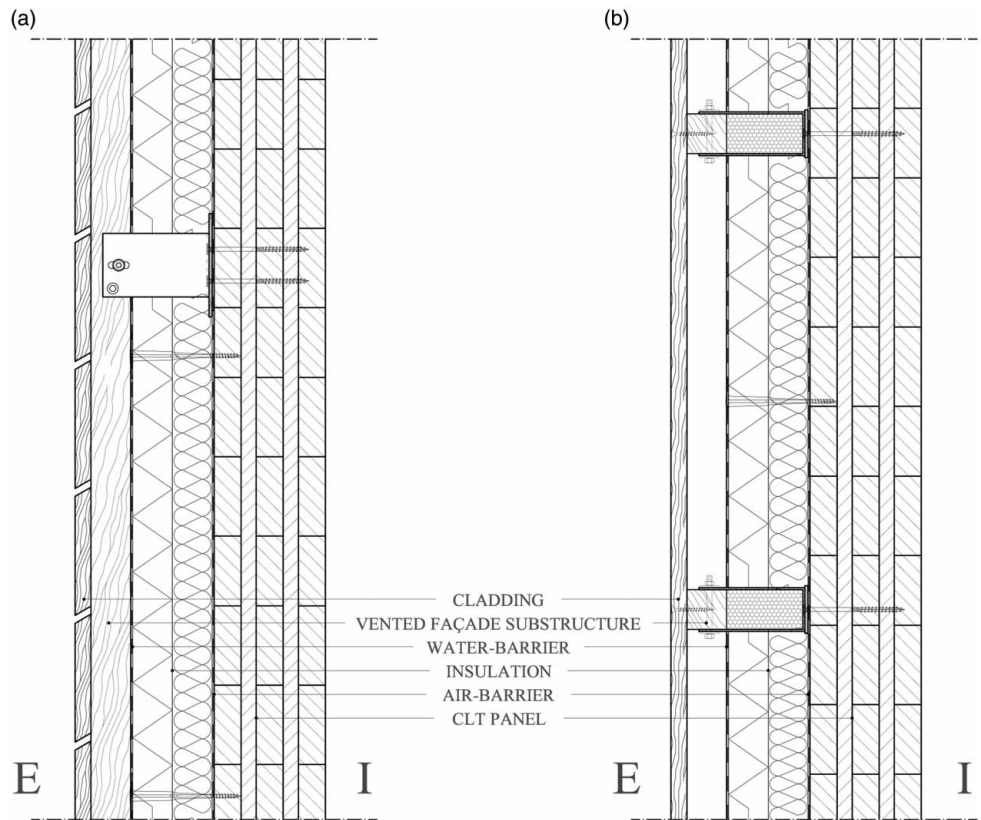 (a)
(b)
CLADDING
VENTED FAÇADE SUBSTRUCTURE
WATER-BARRIER
INSULATION
AIR-BARRIER
CLT PANEL
E
I
E
I